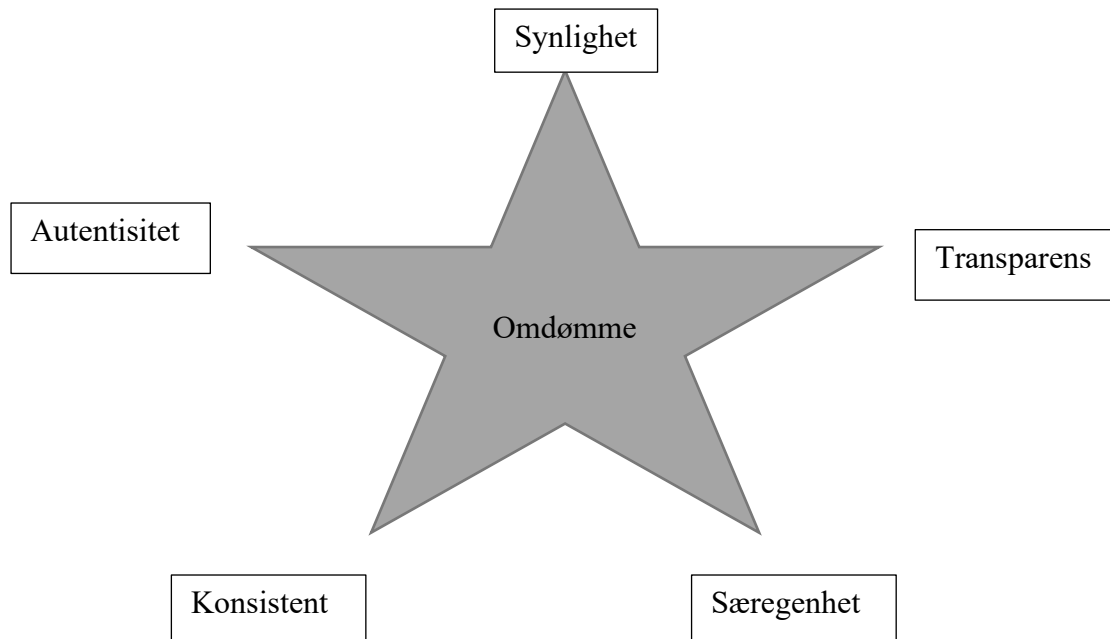 Synlighet
Autentisitet
Transparens
Omdømme
Konsistent
Særegenhet